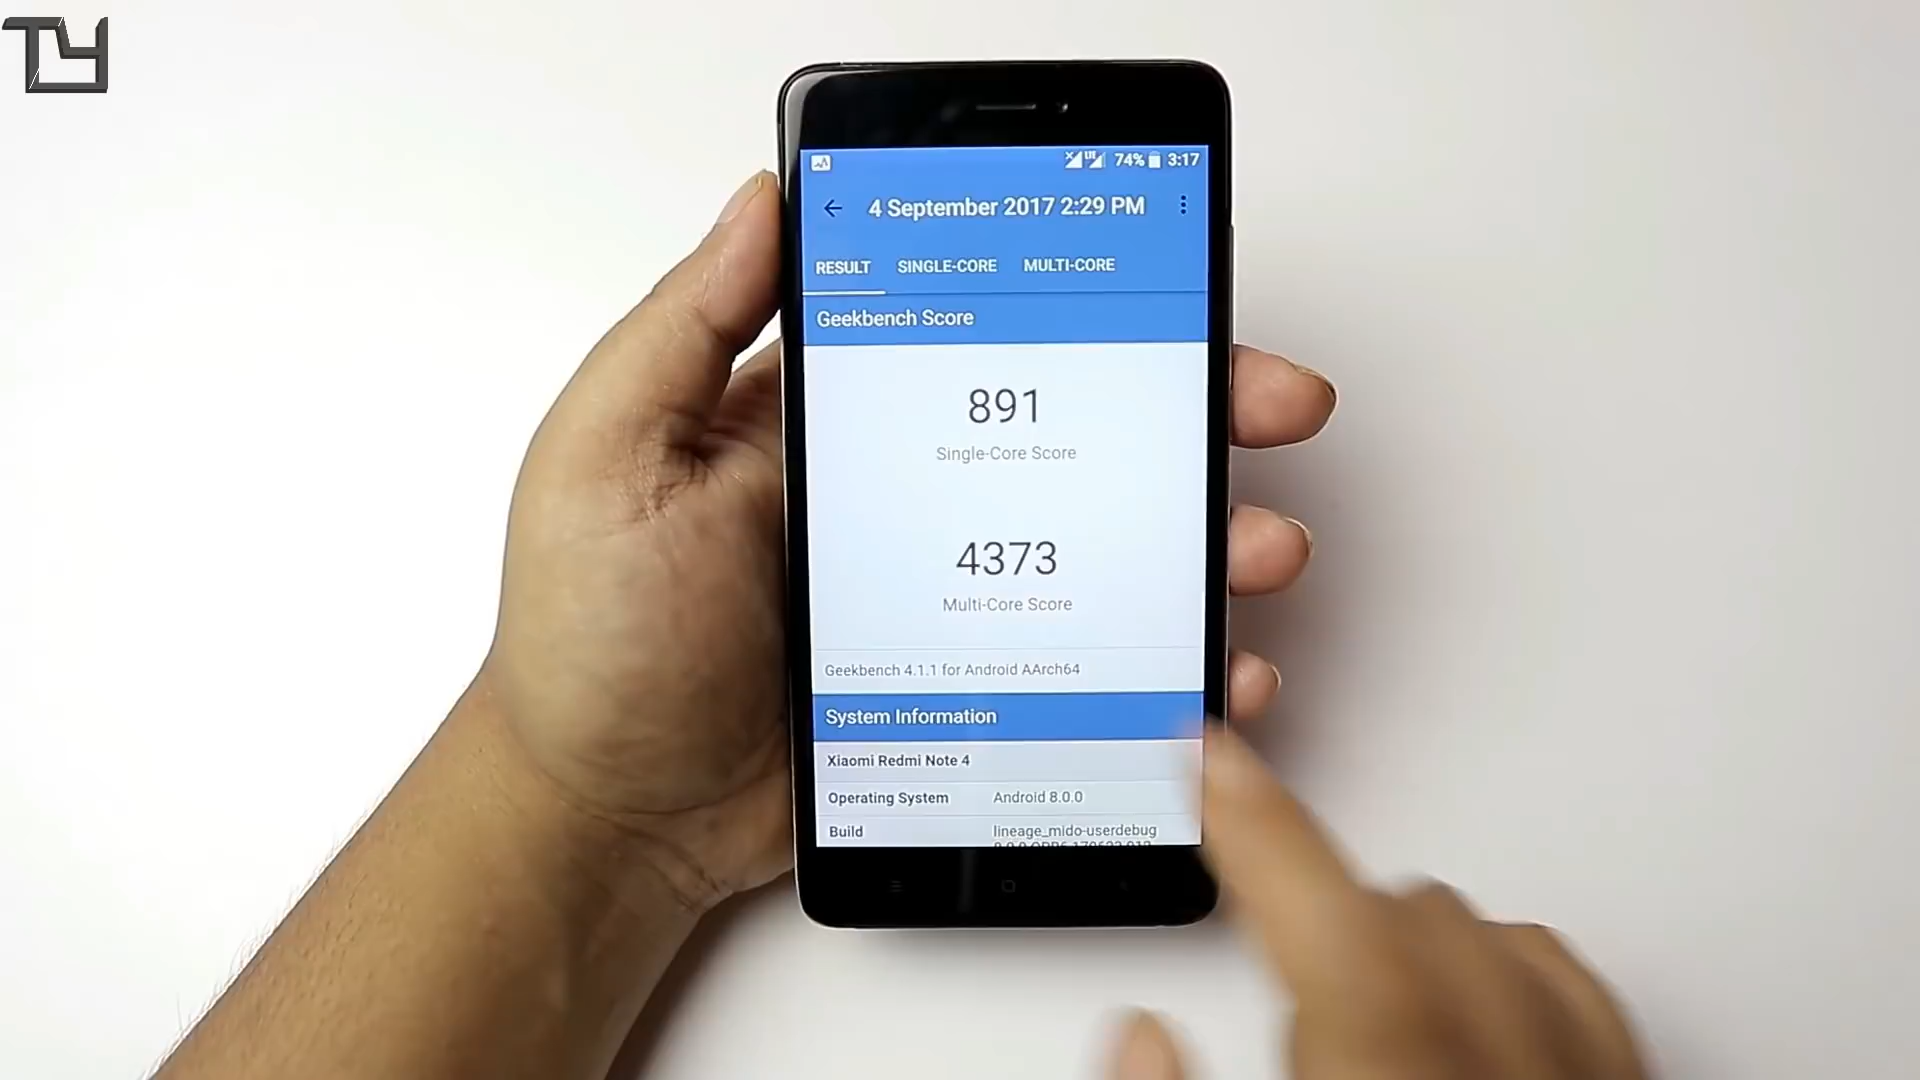 TY
74% 3:17
4 September 2017 2:29 PM
RESULT SINGLE-CORE MULTI-CORE
Geekbench Score
891
Single-Core Score
4373
Multi-Core Score
Geekbench 4.1.1 for Android AArch64
System Information
Xiaomi Redmi Note 4
Operating System Android 8.0.0
Build lineage_mido-userdebug